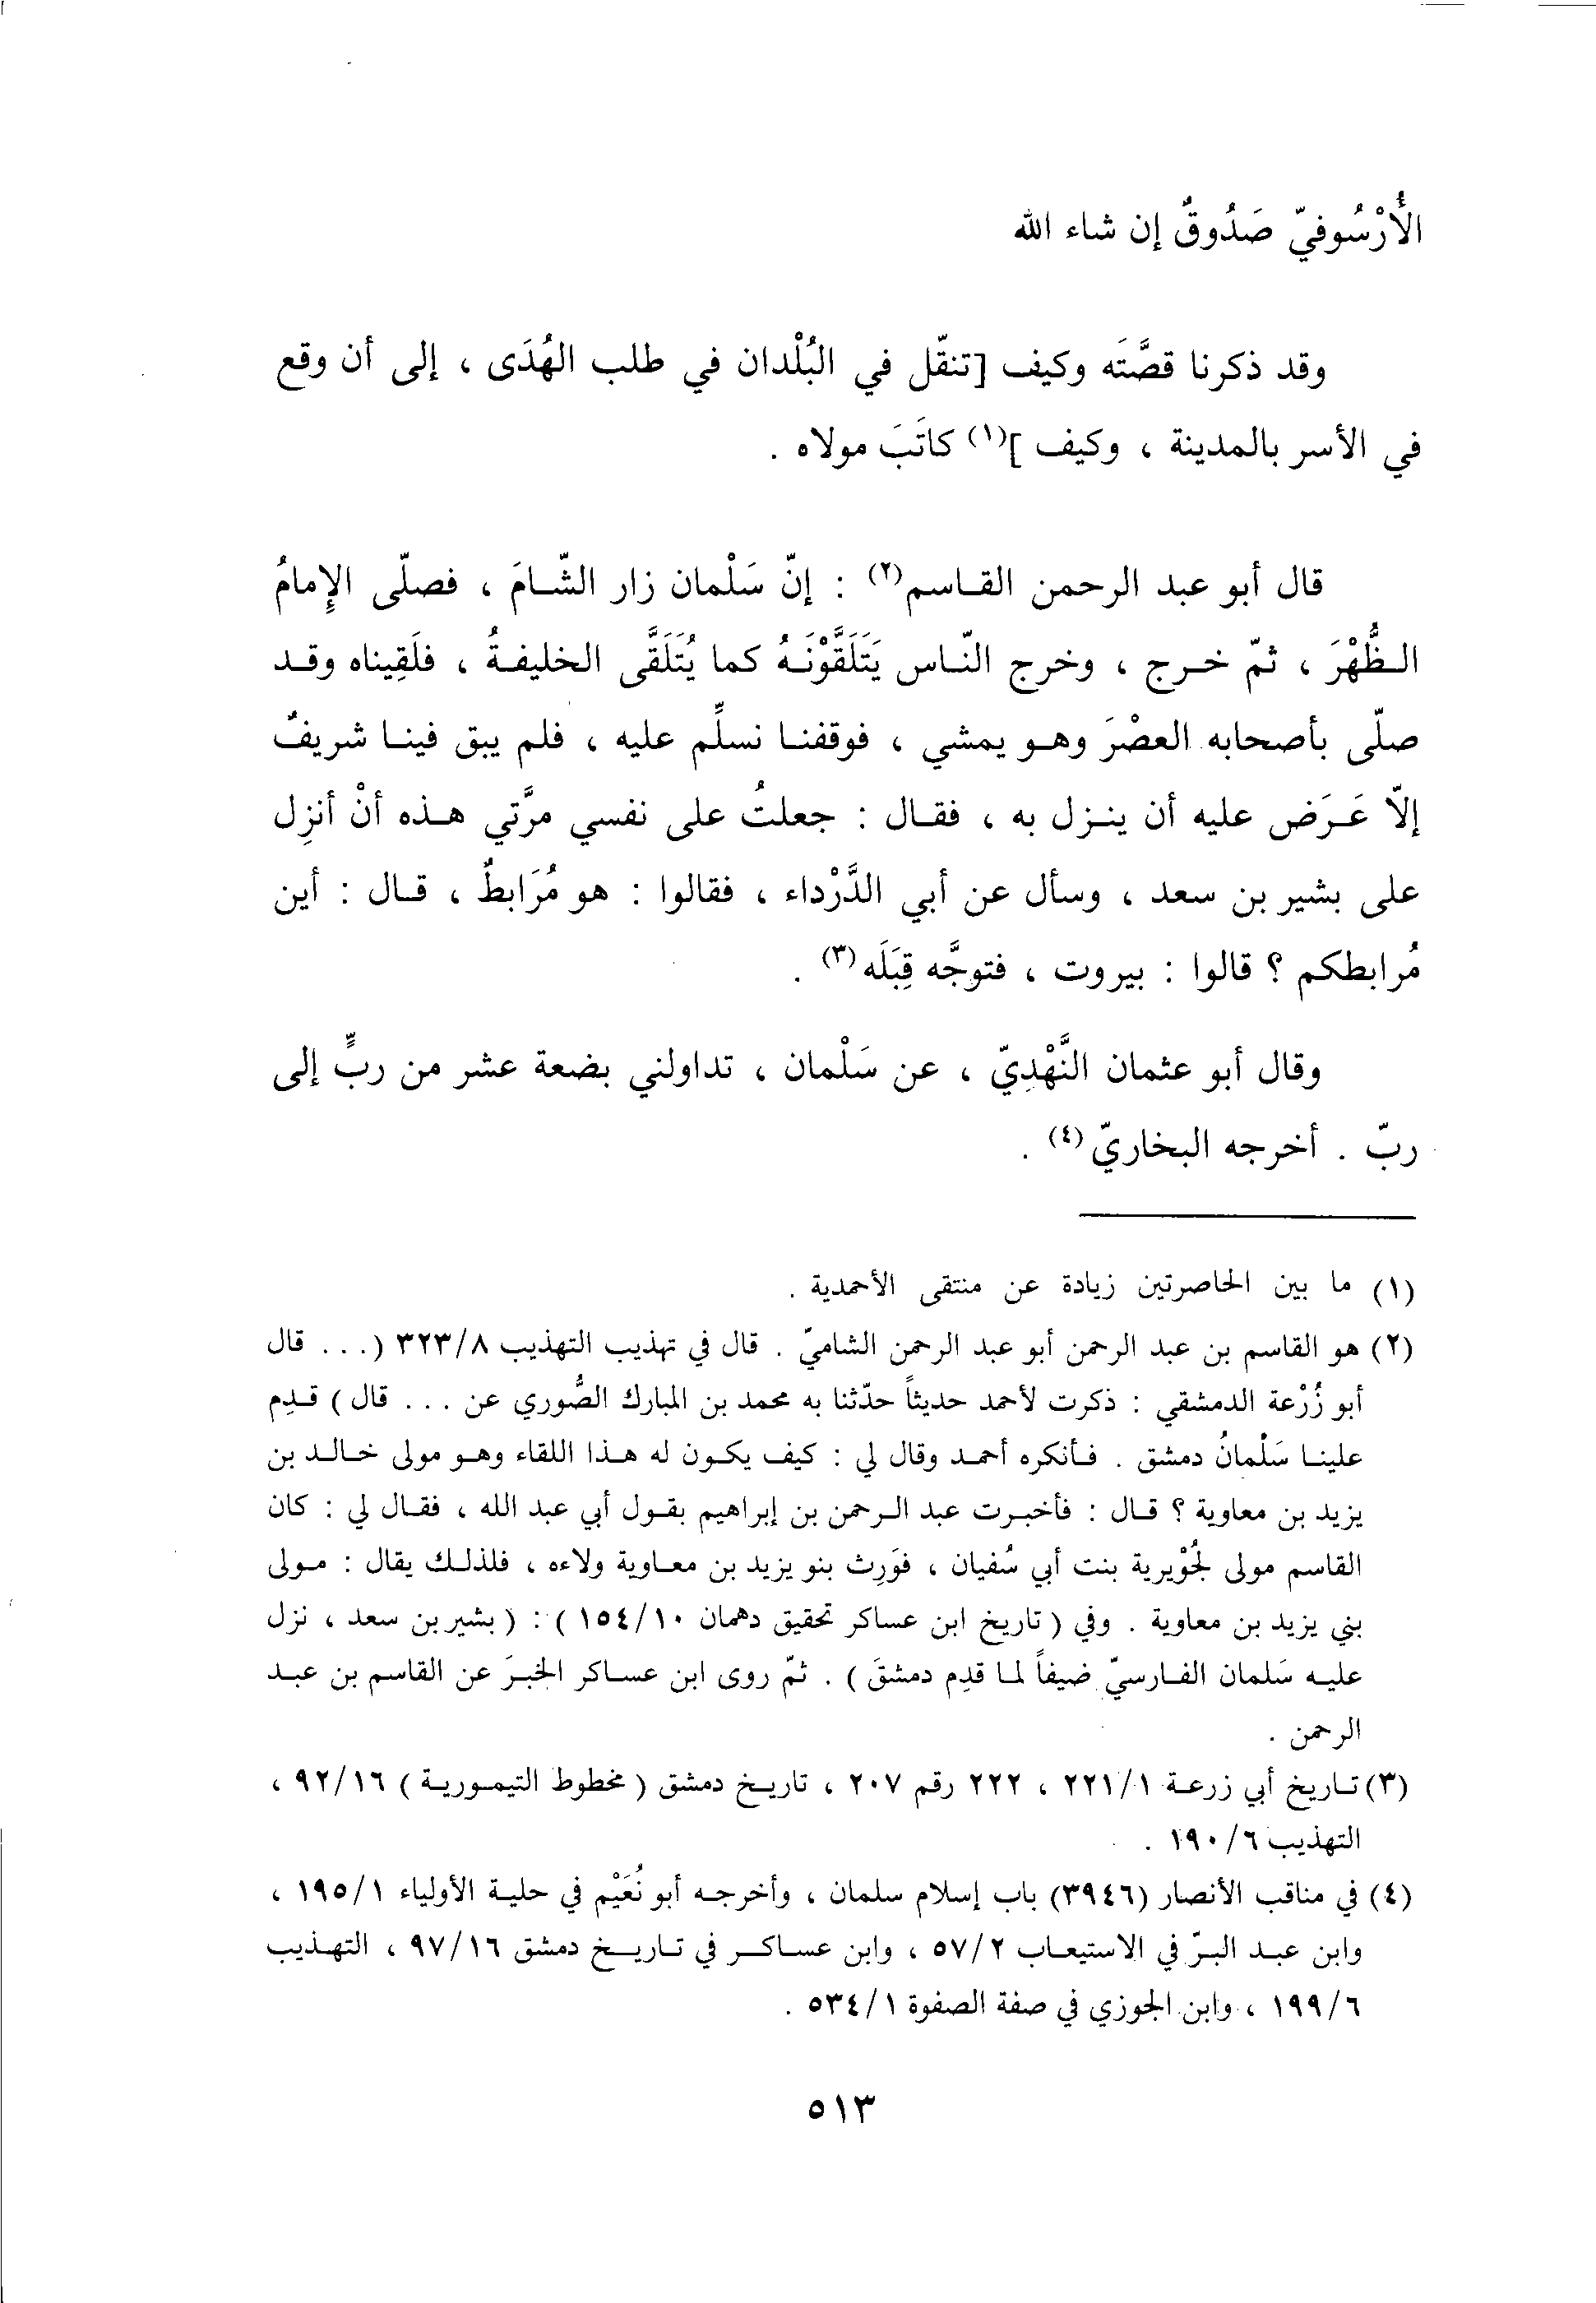 الأُرْسُوفيّ صَدُوقٌ إن شاء الله
وقد ذكرنا قصَّتَه وكيف [تنقّل في البُلْدان في طلب الهُدَى ، إلى أن وقع
في الأسر بالمدينة ، وكيف ](١) كاتَبَ مولاه .
قال أبو عبد الرحمن القاسم(٢) : إنّ سَلْمان زار الشّامَ ، فصلّى الإِمامُ
الظُّهْرَ ، ثمّ خرج ، وخرج النّاس يَتَلَقَّوْنَهُ كما يُتَلَقَّى الخليفةُ ، فلَقِيناه وقد
صلّى بأصحابه العصْرَ وهو يمشي ، فوقفنا نسلِّم عليه ، فلم يبق فينا شريفٌ
إلّا عَرَض عليه أن ينزل به ، فقال : جعلتُ على نفسي مرَّتي هذه أنْ أنزِل
على بشير بن سعد ، وسأل عن أبي الدَّرْداء ، فقالوا : هو مُرَابطٌ ، قال : أين
مُرابطكم ؟ قالوا : بيروت ، فتوجَّه قِبَلَه(٣) .
وقال أبو عثمان النَّهْدِيّ ، عن سَلْمان ، تداولني بضعة عشر من ربٍّ إلى
ربّ . أخرجه البخاريّ(٤) .
(١) ما بين الحاصرتين زيادة عن منتقى الأحمدية .
(٢) هو القاسم بن عبد الرحمن أبو عبد الرحمن الشاميّ . قال في تهذيب التهذيب ٣٢٣/٨ (... قال
أبو زُرْعة الدمشقي : ذكرت لأحمد حديثاً حدّثنا به محمد بن المبارك الصُّوري عن ... قال ) قدِم
علينا سَلْمانُ دمشق . فأنكره أحمد وقال لي : كيف يكون له هذا اللقاء وهو مولى خالد بن
يزيد بن معاوية ؟ قال : فأخبرت عبد الرحمن بن إبراهيم بقول أبي عبد الله ، فقال لي : كان
القاسم مولى لجُوَيْرية بنت أبي سُفيان ، فوَرِث بنو يزيد بن معاوية ولاءه ، فلذلك يقال : مولى
بني يزيد بن معاوية . وفي ( تاريخ ابن عساكر تحقيق دهمان ١٥٤/١٠ ) : ( بشير بن سعد ، نزل
عليه سَلمان الفارسيّ ضيفاً لما قدِم دمشقَ ) . ثمّ روى ابن عساكر الخبرَ عن القاسم بن عبد
الرحمن .
(٣) تاريخ أبي زرعة ٢٢١/١ ، ٢٢٢ رقم ٢٠٧ ، تاريخ دمشق ( مخطوط التيمورية ) ٩٢/١٦ ،
التهذيب ١٩٠/٦ .
(٤) في مناقب الأنصار (٣٩٤٦) باب إسلام سلمان ، وأخرجه أبو نُعَيْم في حلية الأولياء ١٩٥/١ ،
وابن عبد البرّ في الاستيعاب ٥٧/٢ ، وابن عساكر في تاريخ دمشق ٩٧/١٦ ، التهذيب
١٩٩/٦ ، وابن الجوزي في صفة الصفوة ٥٣٤/١ .
٥١٣